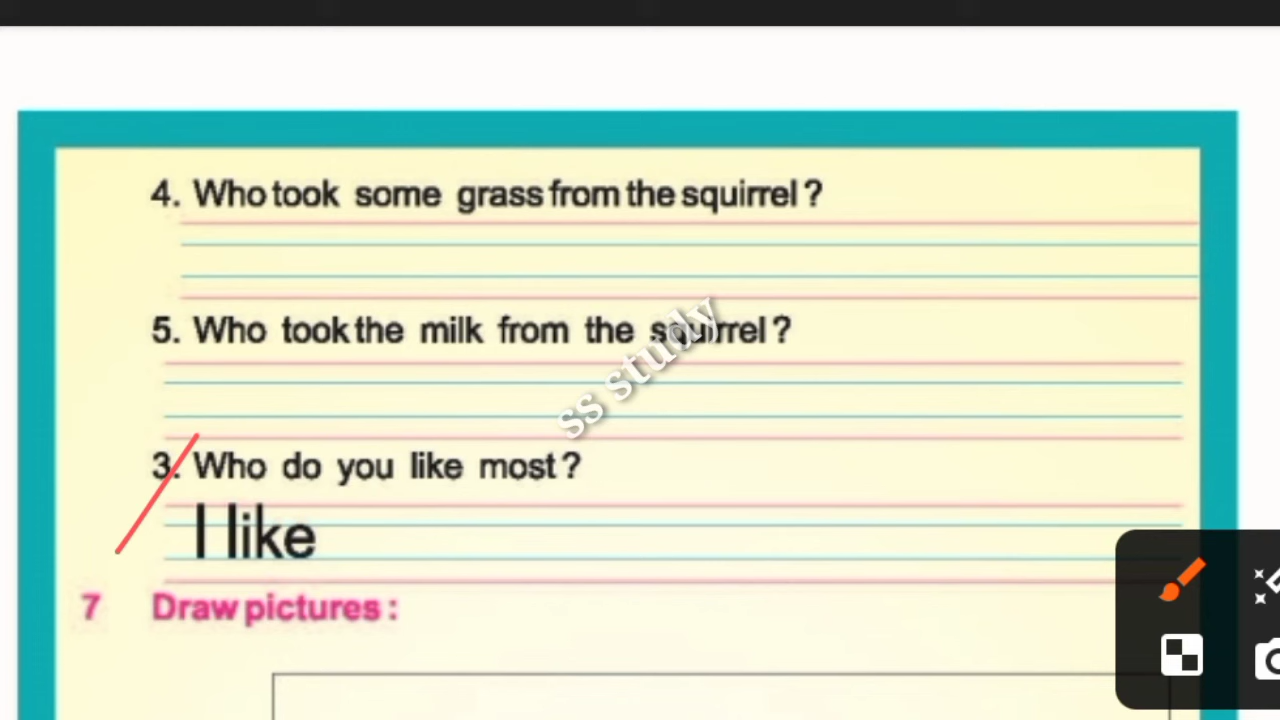 4. Who took some grass from the squirrel ?
5. Who took the milk from the squirrel ?
ss study
3. Who do you like most ?
I like
7 Draw pictures :